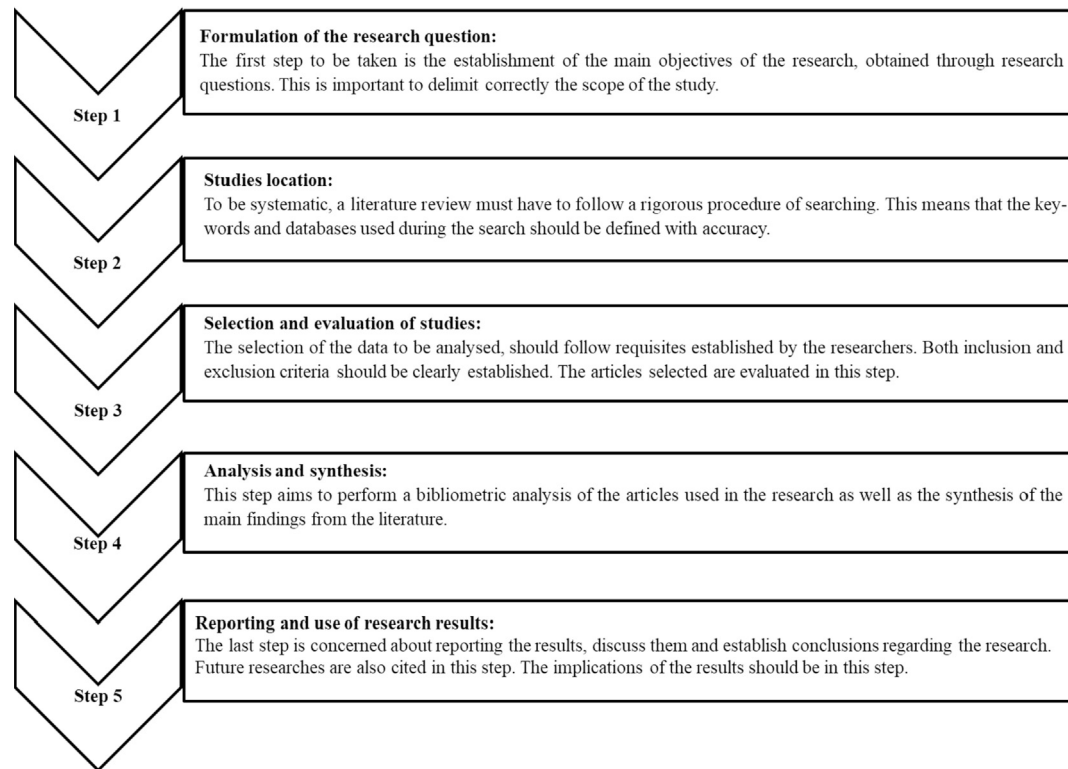 Formulation of the research question:
The first step to be taken is the establishment of the main objectives of the research, obtained through research
questions. This is important to delimit correctly the scope of the study.
Step 1
Studies location:
To be systematic, a literature review must have to follow a rigorous procedure of searching. This means that the key-
words and databases used during the search should be defined with accuracy.
Step 2
Selection and evaluation of studies:
The selection of the data to be analysed, should follow requisites established by the researchers. Both inclusion and
exclusion criteria should be clearly established. The articles selected are evaluated in this step.
Step 3
Analysis and synthesis:
This step aims to perform a bibliometric analysis of the articles used in the research as well as the synthesis of the
main findings from the literature.
Step 4
Reporting and use of research results:
The last step is concerned about reporting the results, discuss them and establish conclusions regarding the research.
Future researches are also cited in this step. The implications of the results should be in this step.
Step 5